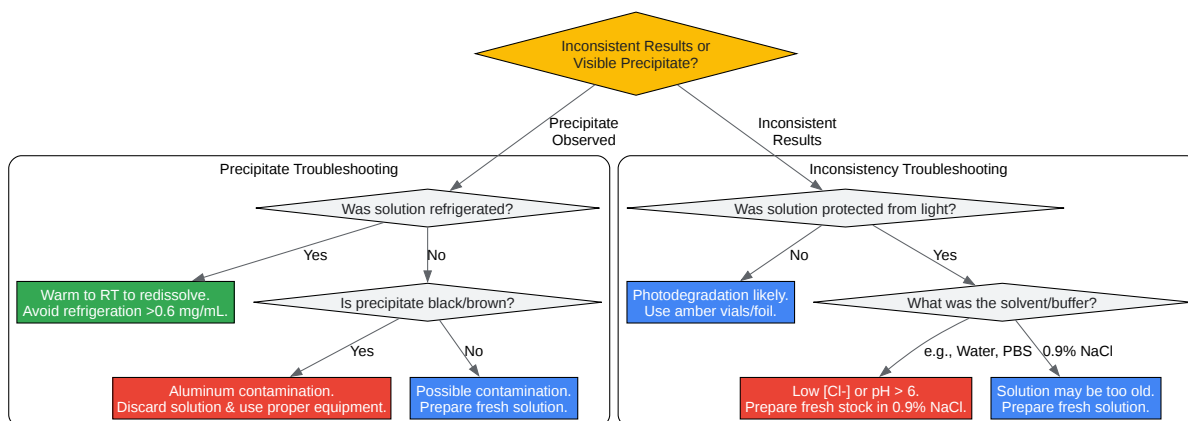 Inconsistent Results or
Visible Precipitate?
Precipitate
Observed
Inconsistent
Results
Precipitate Troubleshooting
Inconsistency Troubleshooting
Was solution refrigerated?
Was solution protected from light?
Yes
No
No
Yes
Warm to RT to redissolve.
Avoid refrigeration >0.6 mg/mL.
Is precipitate black/brown?
Photodegradation likely.
Use amber vials/foil.
What was the solvent/buffer?
Yes
No
e.g., Water, PBS
0.9% NaCl
Aluminum contamination.
Discard solution & use proper equipment.
Possible contamination.
Prepare fresh solution.
Low [Cl-] or pH > 6.
Prepare fresh stock in 0.9% NaCl.
Solution may be too old.
Prepare fresh solution.